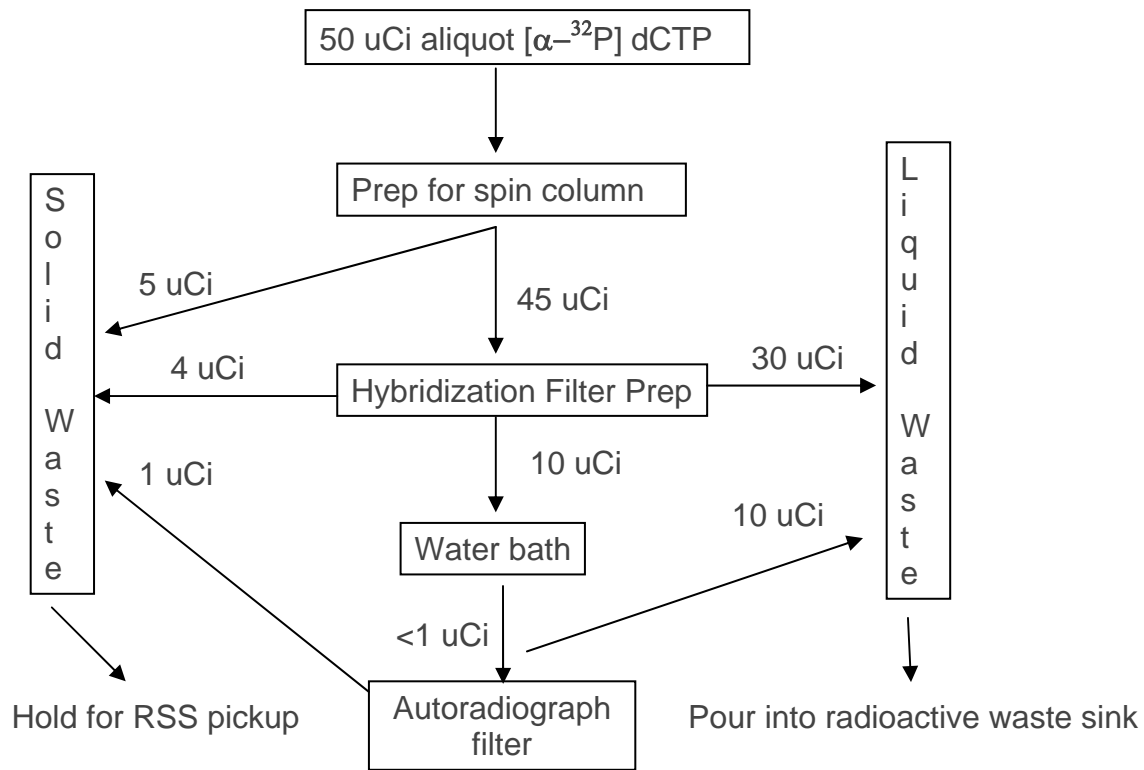 50 uCi aliquot [α–³²P] dCTP
Prep for spin column
Solid Waste
Liquid Waste
5 uCi
45 uCi
4 uCi
Hybridization Filter Prep
30 uCi
10 uCi
1 uCi
10 uCi
Water bath
<1 uCi
Autoradiograph
filter
Hold for RSS pickup
Pour into radioactive waste sink